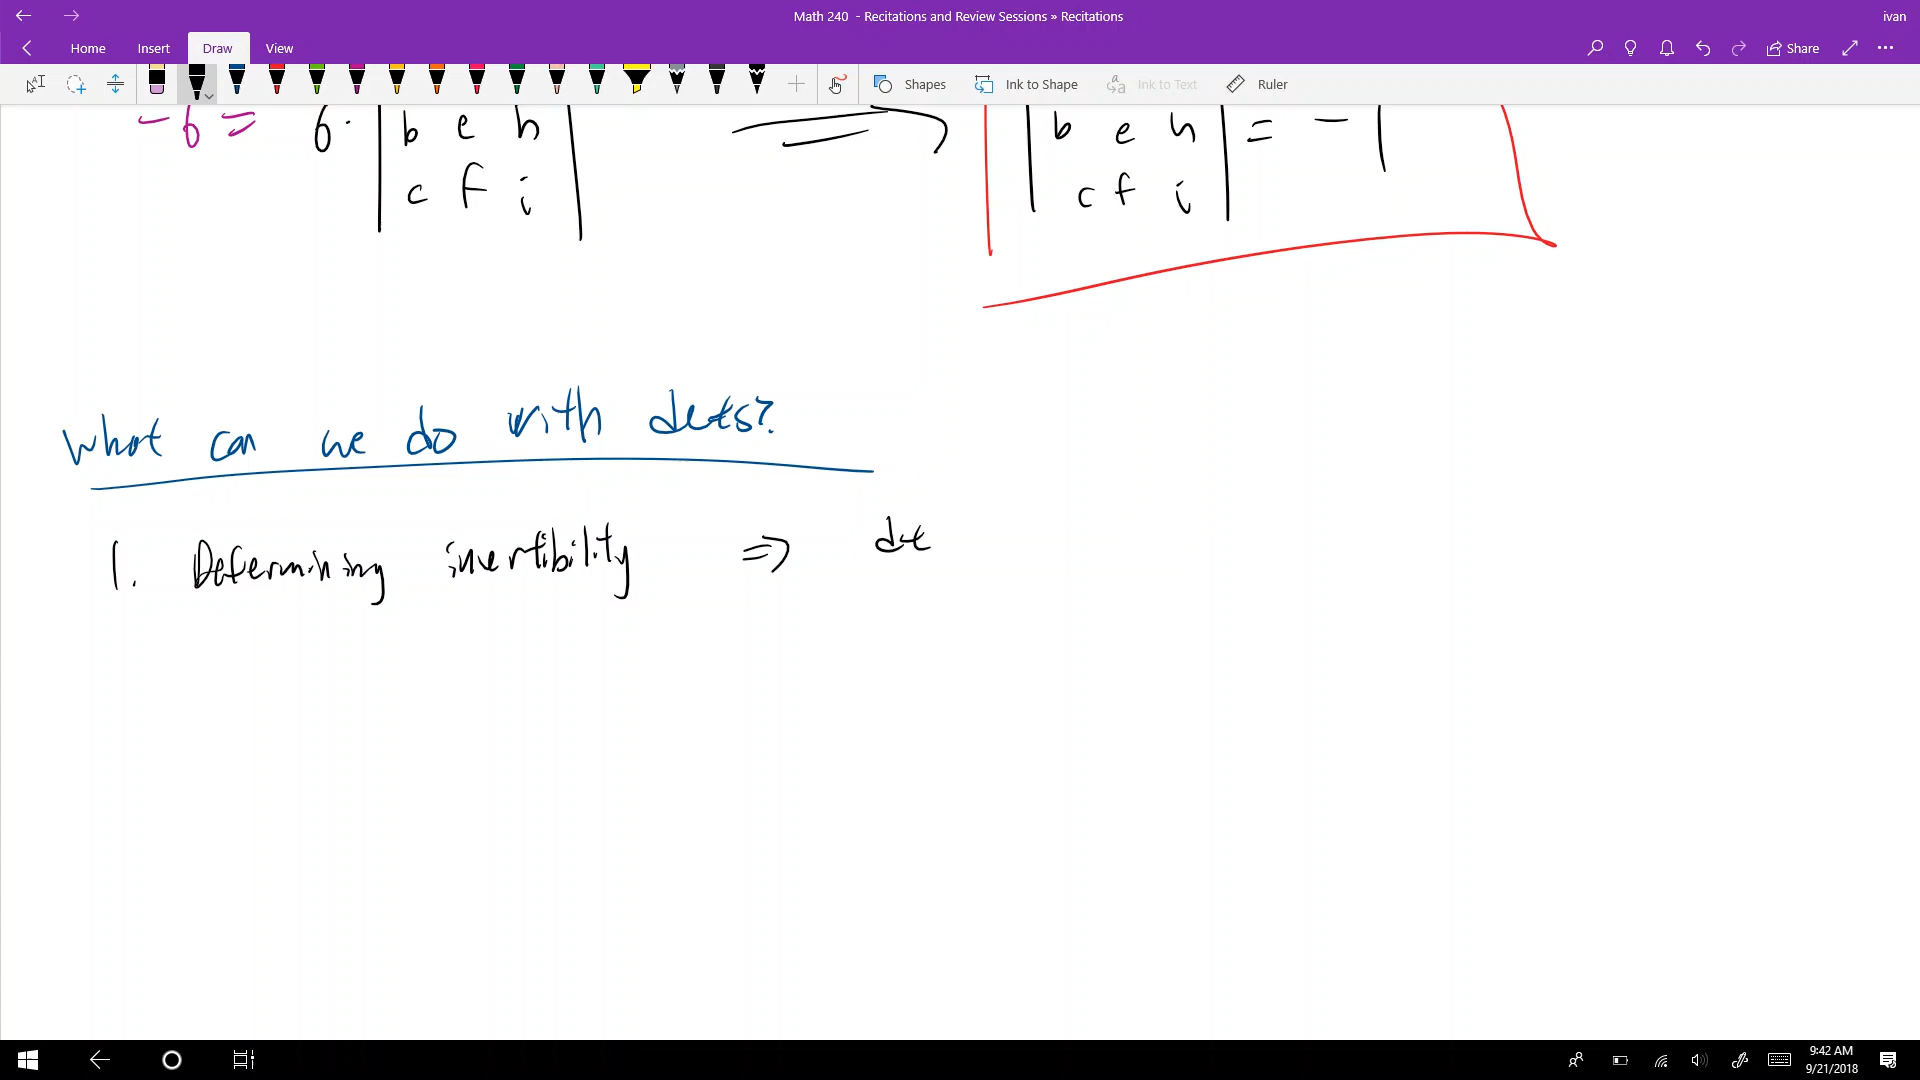 Math 240 - Recitations and Review Sessions » Recitations
ivan
Home Insert Draw View
Share
Shapes Ink to Shape Ink to Text Ruler
-6 = 6 · | b e h | ⟹ | b e h | = -1
| c f i | | c f i |
What can we do with dets?
1. Determining invertibility ⇒ det
9:42 AM
9/21/2018